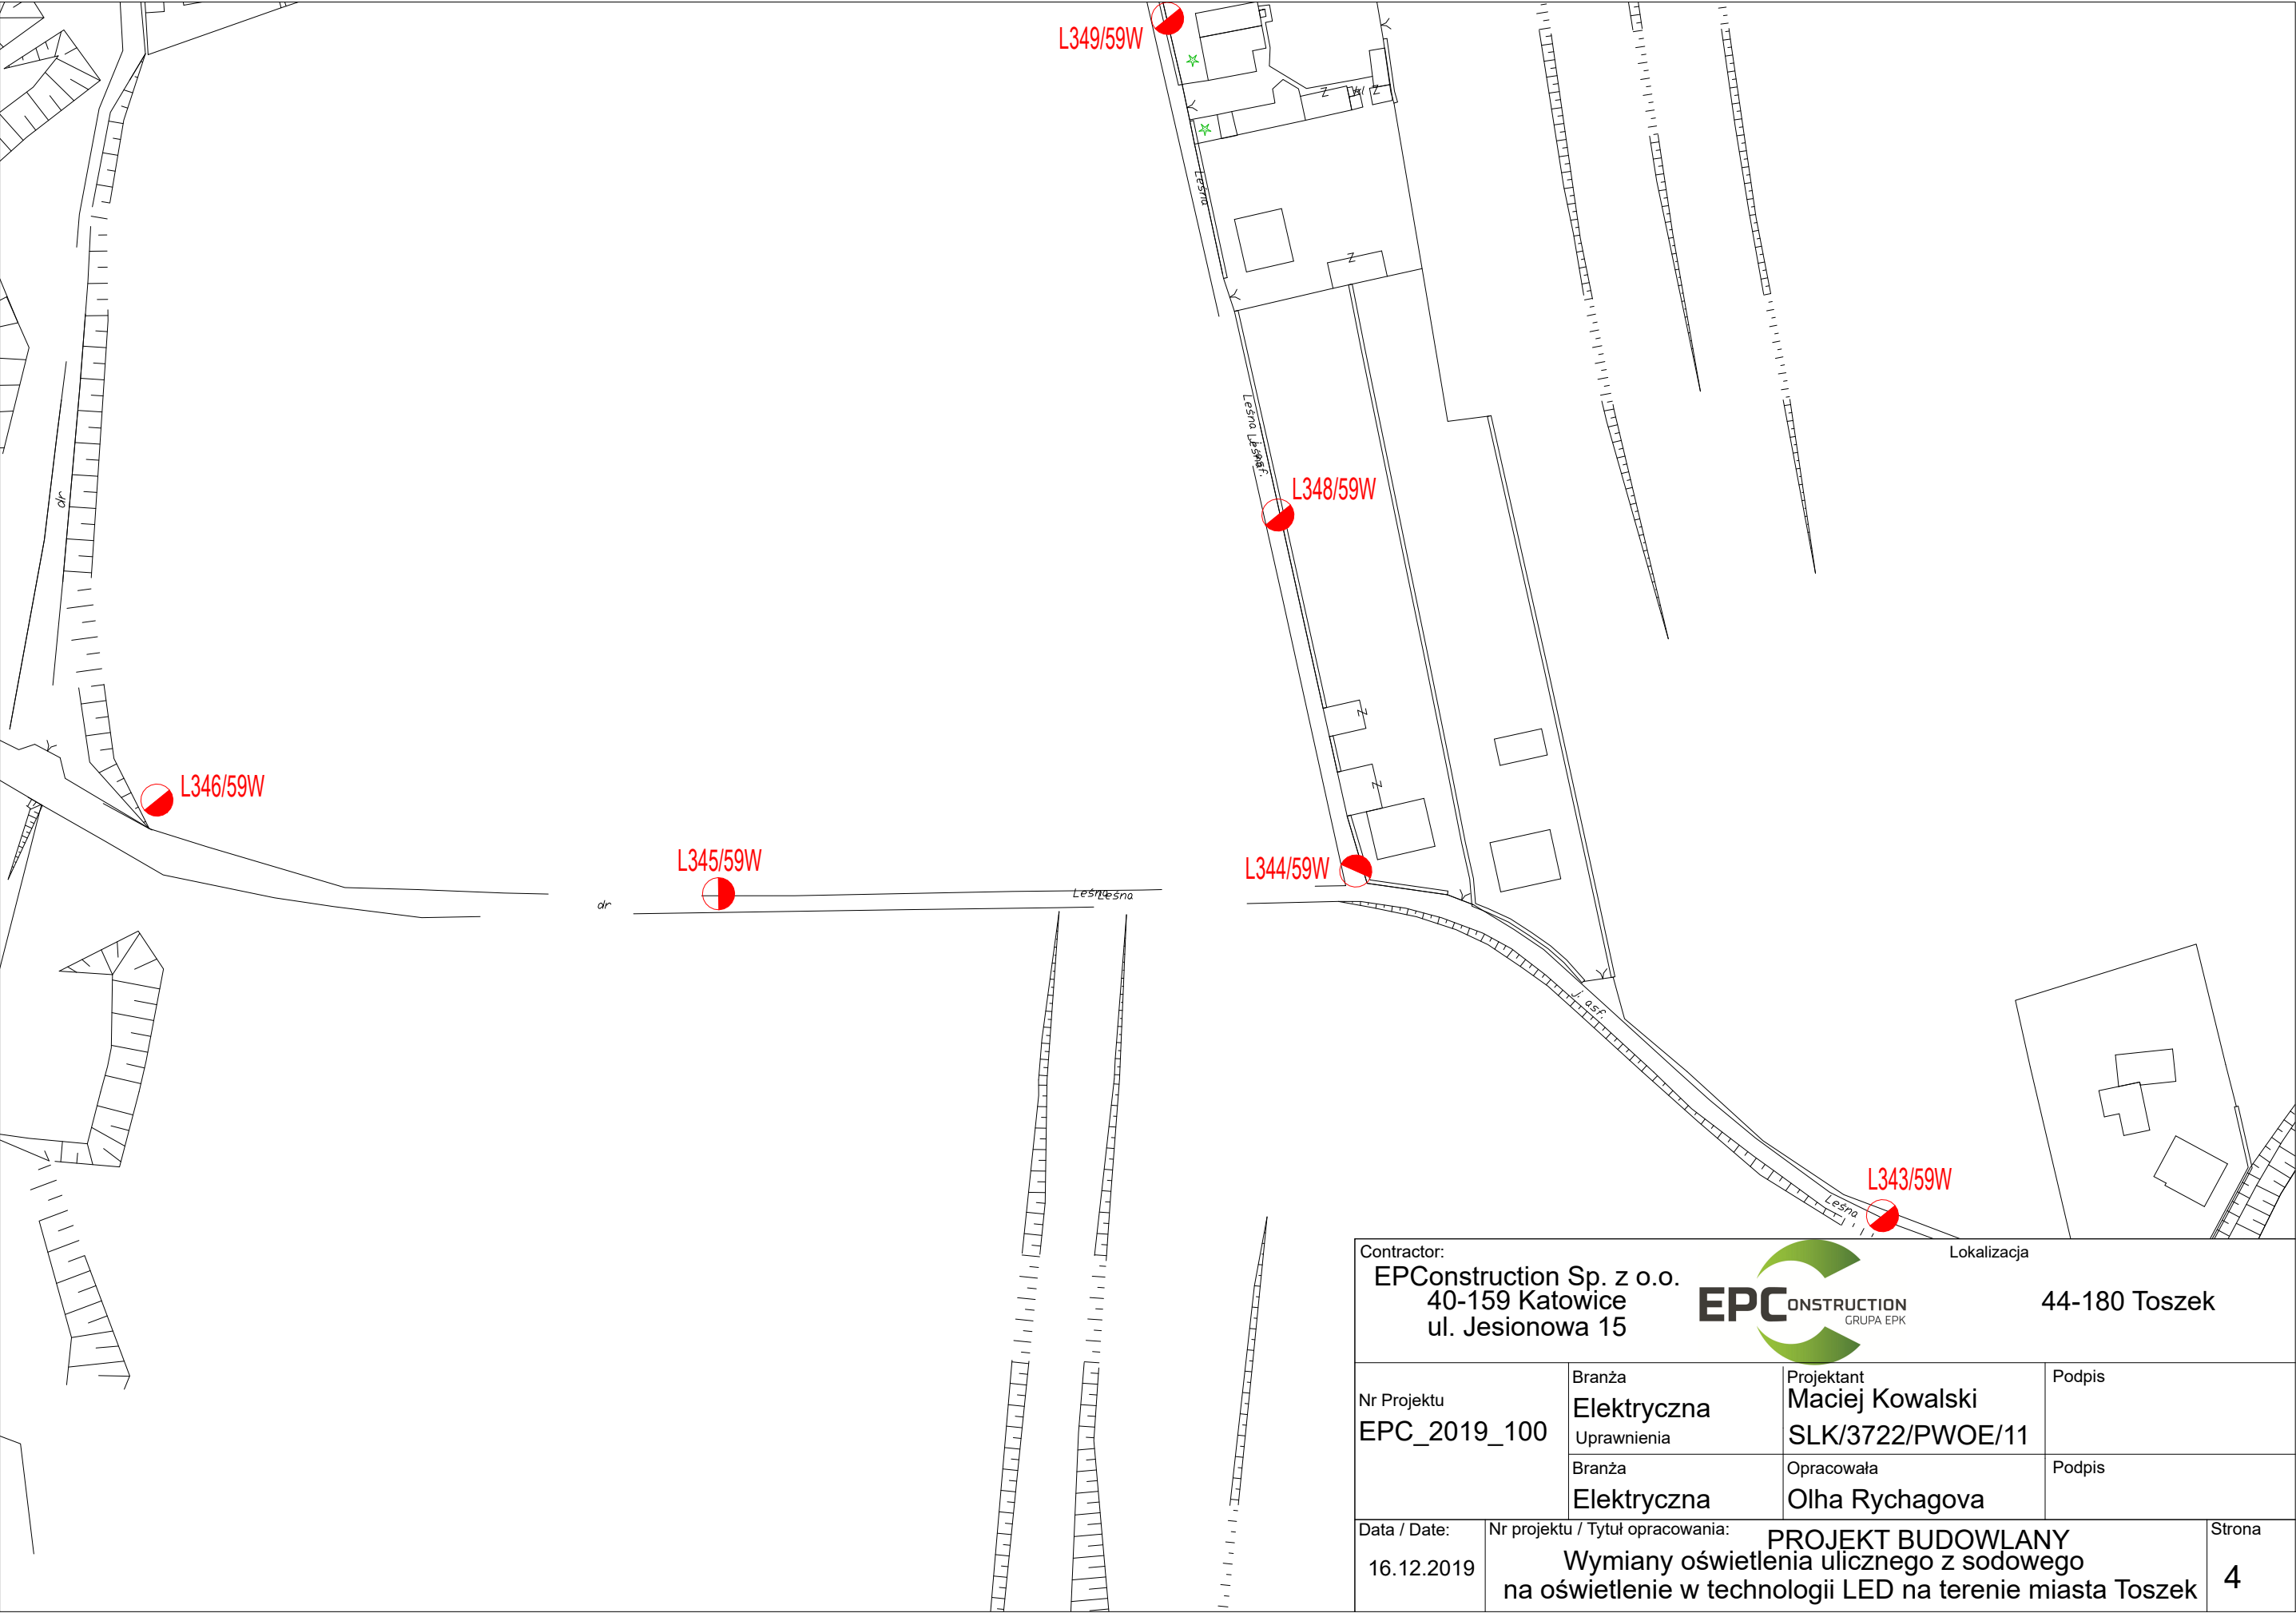 L349/59W
Z
Z
Leśna
Z
Leśna
j. asf.
L348/59W
dr
Z
Z
L346/59W
L345/59W
L344/59W
dr
Leśna
Leśna
j. asf.
L343/59W
Leśna
Contractor:
EPConstruction Sp. z o.o.
40-159 Katowice
ul. Jesionowa 15
EPCONSTRUCTION
GRUPA EPK
Lokalizacja
44-180 Toszek
Nr Projektu
EPC_2019_100
Branża
Elektryczna
Uprawnienia
Projektant
Maciej Kowalski
SLK/3722/PWOE/11
Podpis
Branża
Elektryczna
Opracowała
Olha Rychagova
Podpis
Data / Date:
16.12.2019
Nr projektu / Tytuł opracowania:
PROJEKT BUDOWLANY
Wymiany oświetlenia ulicznego z sodowego
na oświetlenie w technologii LED na terenie miasta Toszek
Strona
4